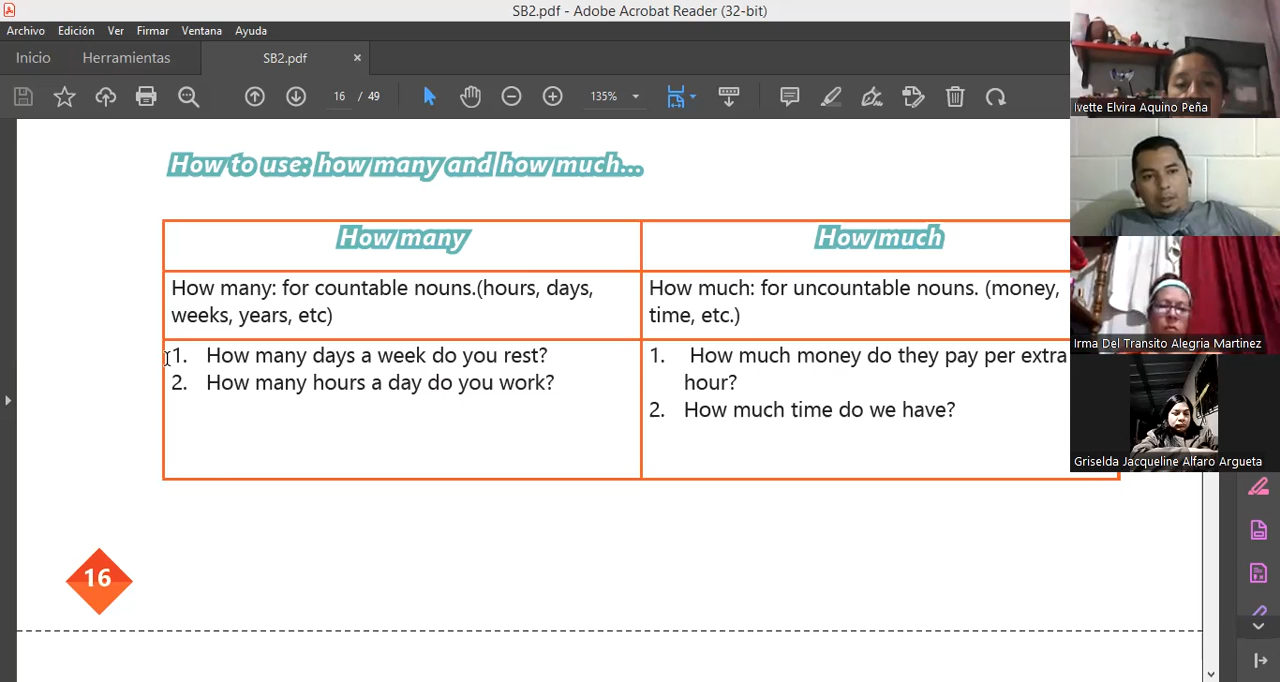 SB2.pdf - Adobe Acrobat Reader (32-bit)
Archivo Edición Ver Firmar Ventana Ayuda
Inicio Herramientas SB2.pdf ×
16 / 49 135%
How to use: how many and how much...
How many
How much
How many: for countable nouns.(hours, days,
weeks, years, etc)
How much: for uncountable nouns. (money,
time, etc.)
1. How many days a week do you rest?
2. How many hours a day do you work?
1. How much money do they pay per extra
hour?
2. How much time do we have?
16
Ivette Elvira Aquino Peña
Irma Del Transito Alegria Martinez
Griselda Jacqueline Alfaro Argueta